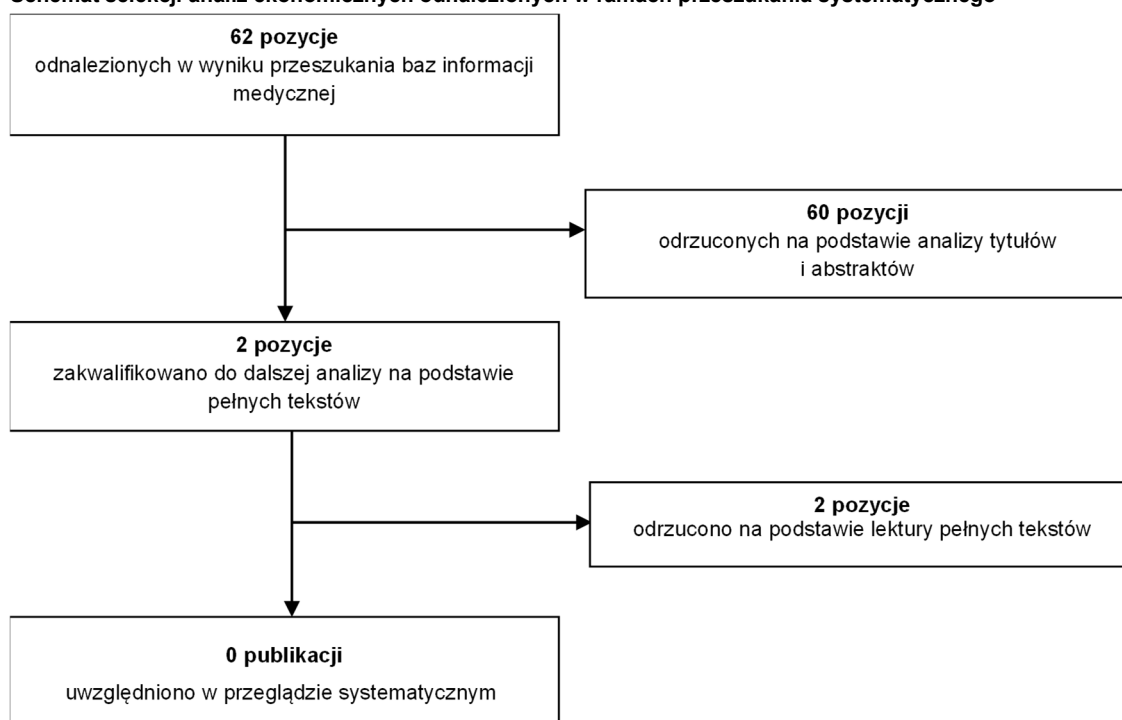 Schemat selekcji analiz ekonomicznych odnalezionych w ramach przeszukania systematycznego
62 pozycje
odnalezionych w wyniku przeszukania baz informacji
medycznej
60 pozycji
odrzuconych na podstawie analizy tytułów
i abstraktów
2 pozycje
zakwalifikowano do dalszej analizy na podstawie
pełnych tekstów
2 pozycje
odrzucono na podstawie lektury pełnych tekstów
0 publikacji
uwzględniono w przeglądzie systematycznym